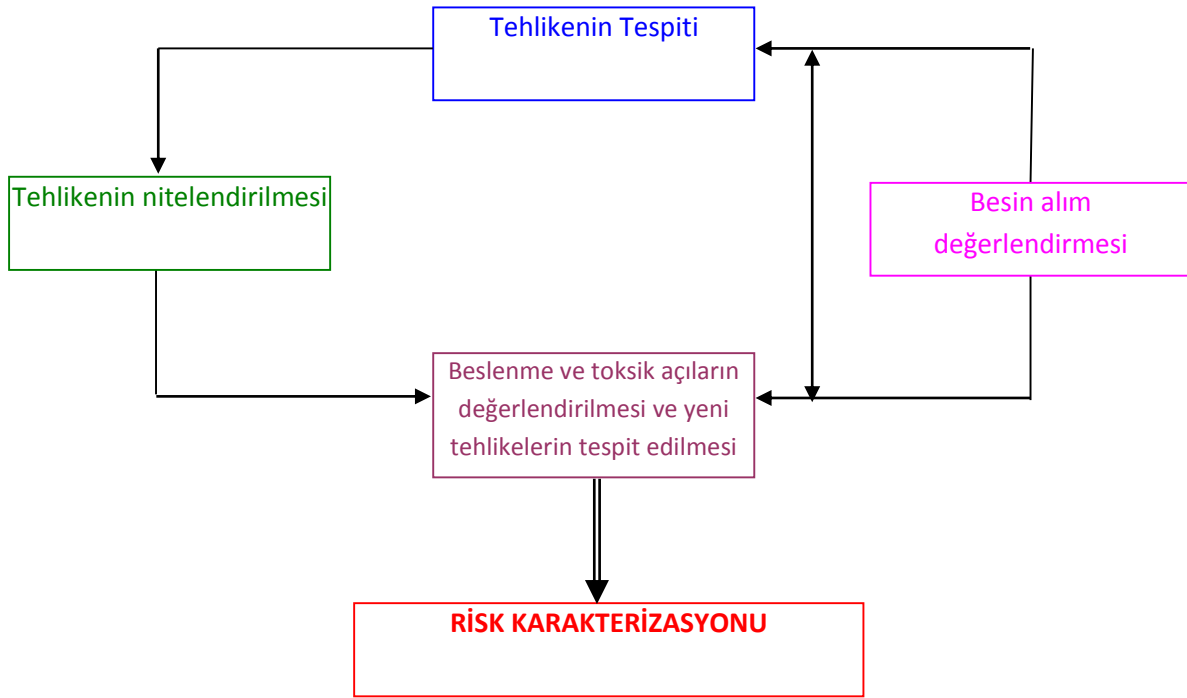 Tehlikenin Tespiti
Tehlikenin nitelendirilmesi
Besin alım
değerlendirmesi
Beslenme ve toksik açıların
değerlendirilmesi ve yeni
tehlikelerin tespit edilmesi
RİSK KARAKTERİZASYONU